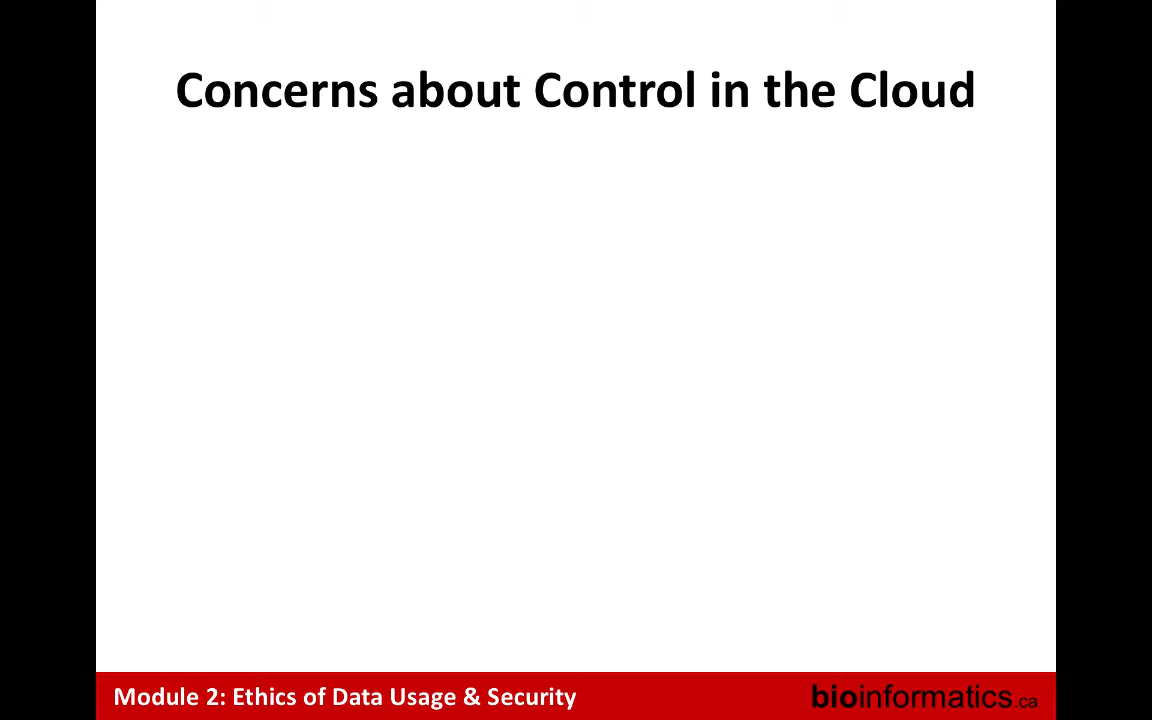 Concerns about Control in the Cloud
Module 2: Ethics of Data Usage & Security
bioinformatics.ca